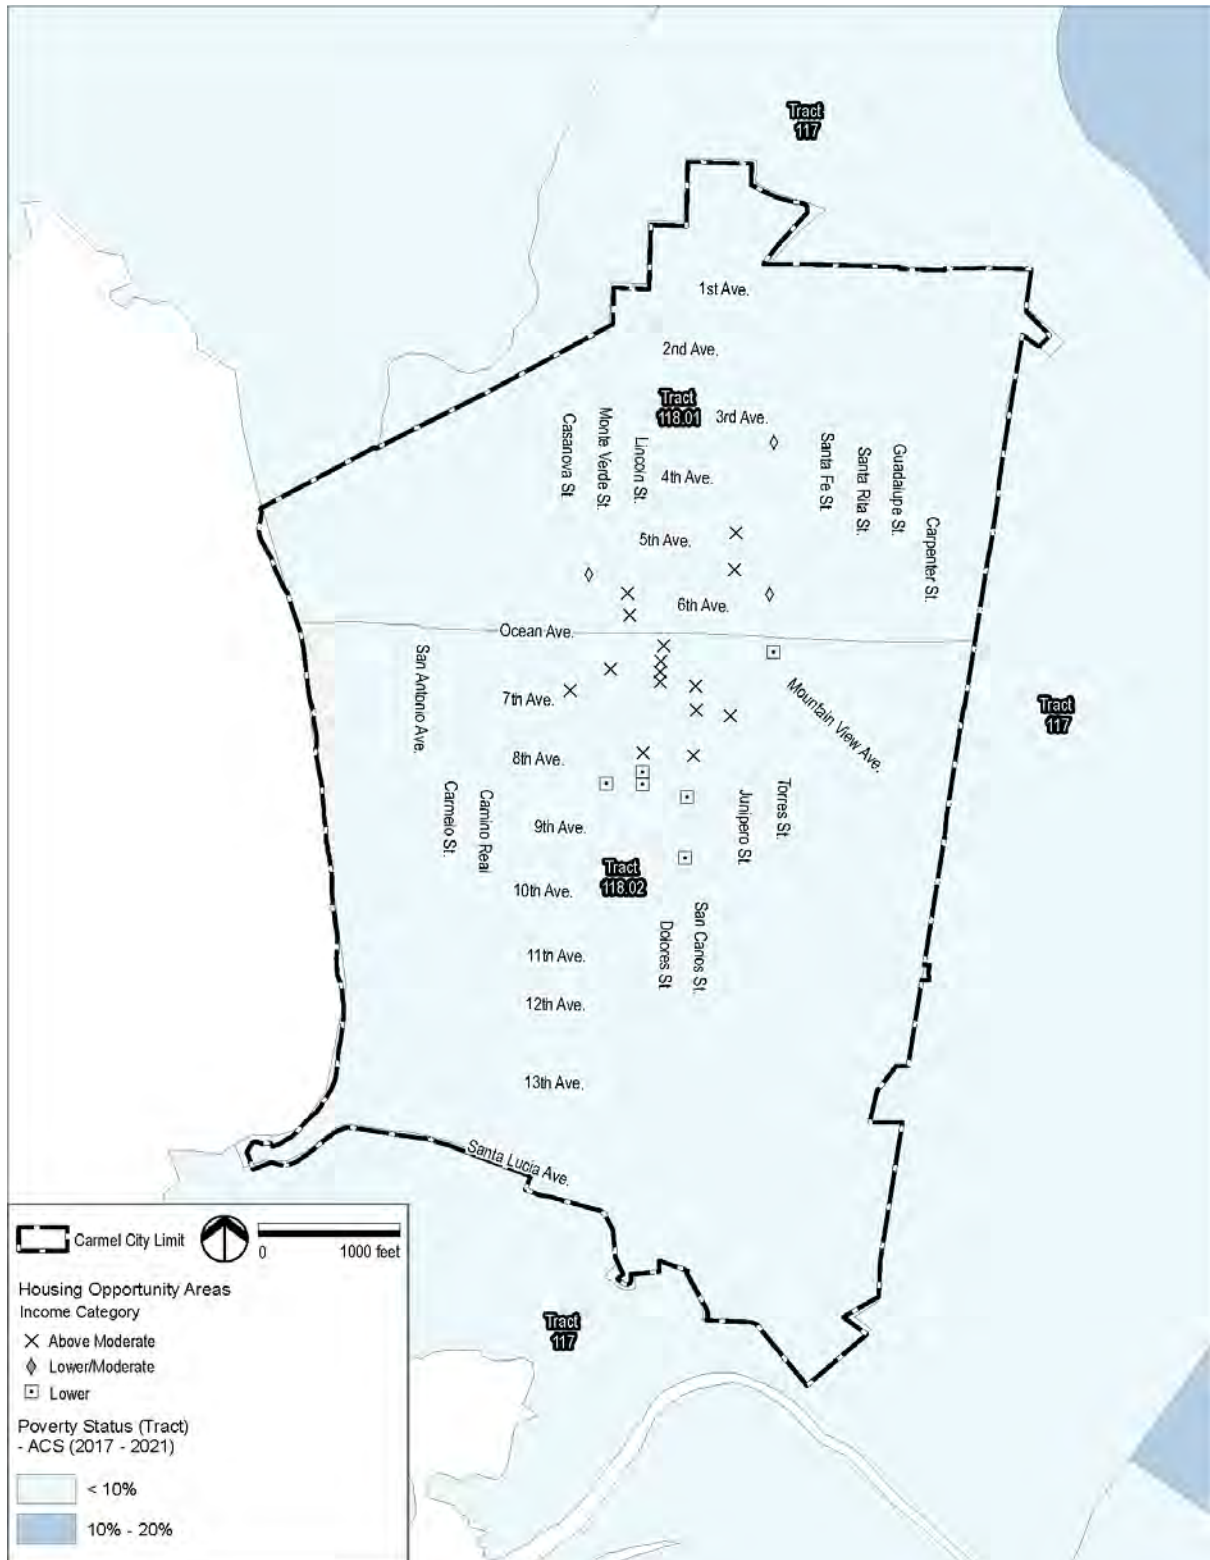 Tract
117
1st Ave.
2nd Ave.
Tract
118.01
3rd Ave.
Casanova St.
Monte Verde St.
Lincoln St.
4th Ave.
Santa Fe St.
Santa Rita St.
Guadalupe St.
Carpenter St.
5th Ave.
6th Ave.
Ocean Ave.
San Antonio Ave.
7th Ave.
Mountain View Ave.
Tract
117
8th Ave.
Carmelo St.
Camino Real
9th Ave.
Junipero St.
Torres St.
Tract
118.02
10th Ave.
Dolores St.
San Carlos St.
11th Ave.
12th Ave.
13th Ave.
Santa Lucia Ave.
Tract
117
Carmel City Limit
0 1000 feet
Housing Opportunity Areas
Income Category
Above Moderate
Lower/Moderate
Lower
Poverty Status (Tract)
- ACS (2017 - 2021)
< 10%
10% - 20%